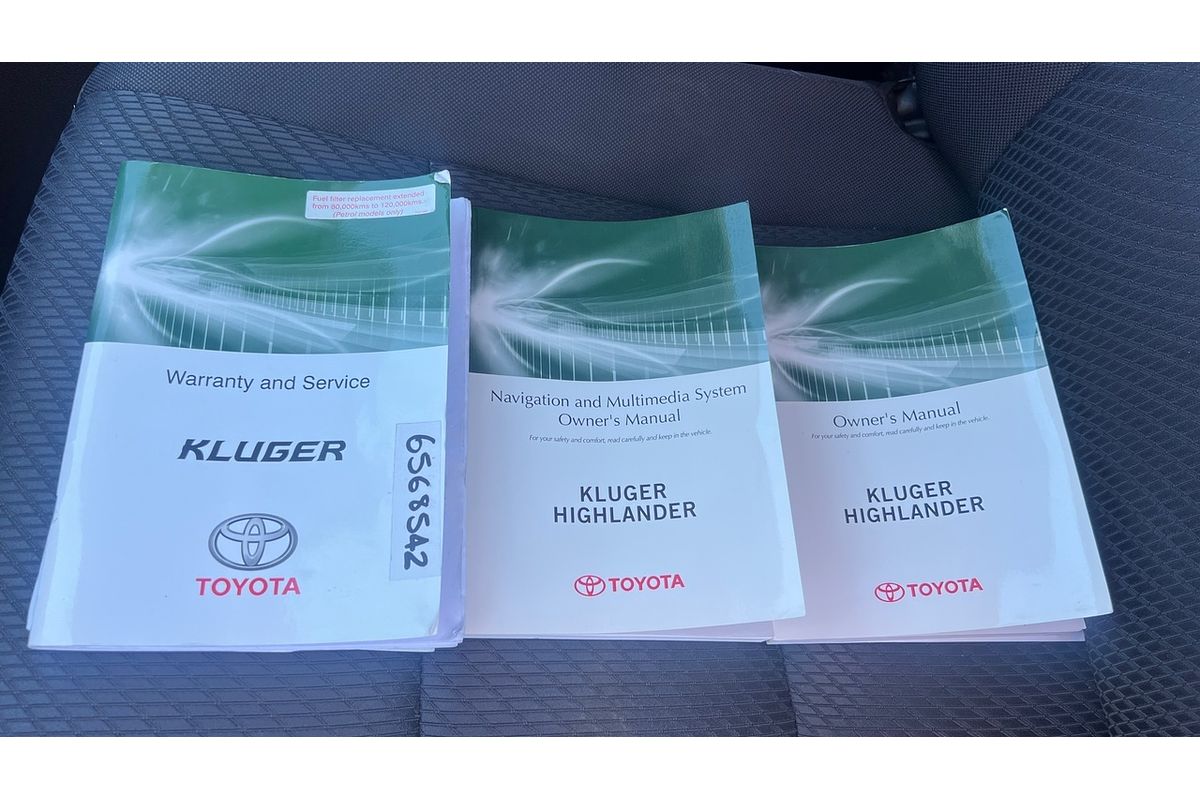 Fuel filter replacement extended
from 80,000kms to 120,000kms.
(Petrol models only)
Warranty and Service
KLUGER
TOYOTA
6568SA2
Navigation and Multimedia System
Owner's Manual
For your safety and comfort, read carefully and keep in the vehicle.
KLUGER
HIGHLANDER
TOYOTA
Owner's Manual
For your safety and comfort, read carefully and keep in the vehicle.
KLUGER
HIGHLANDER
TOYOTA